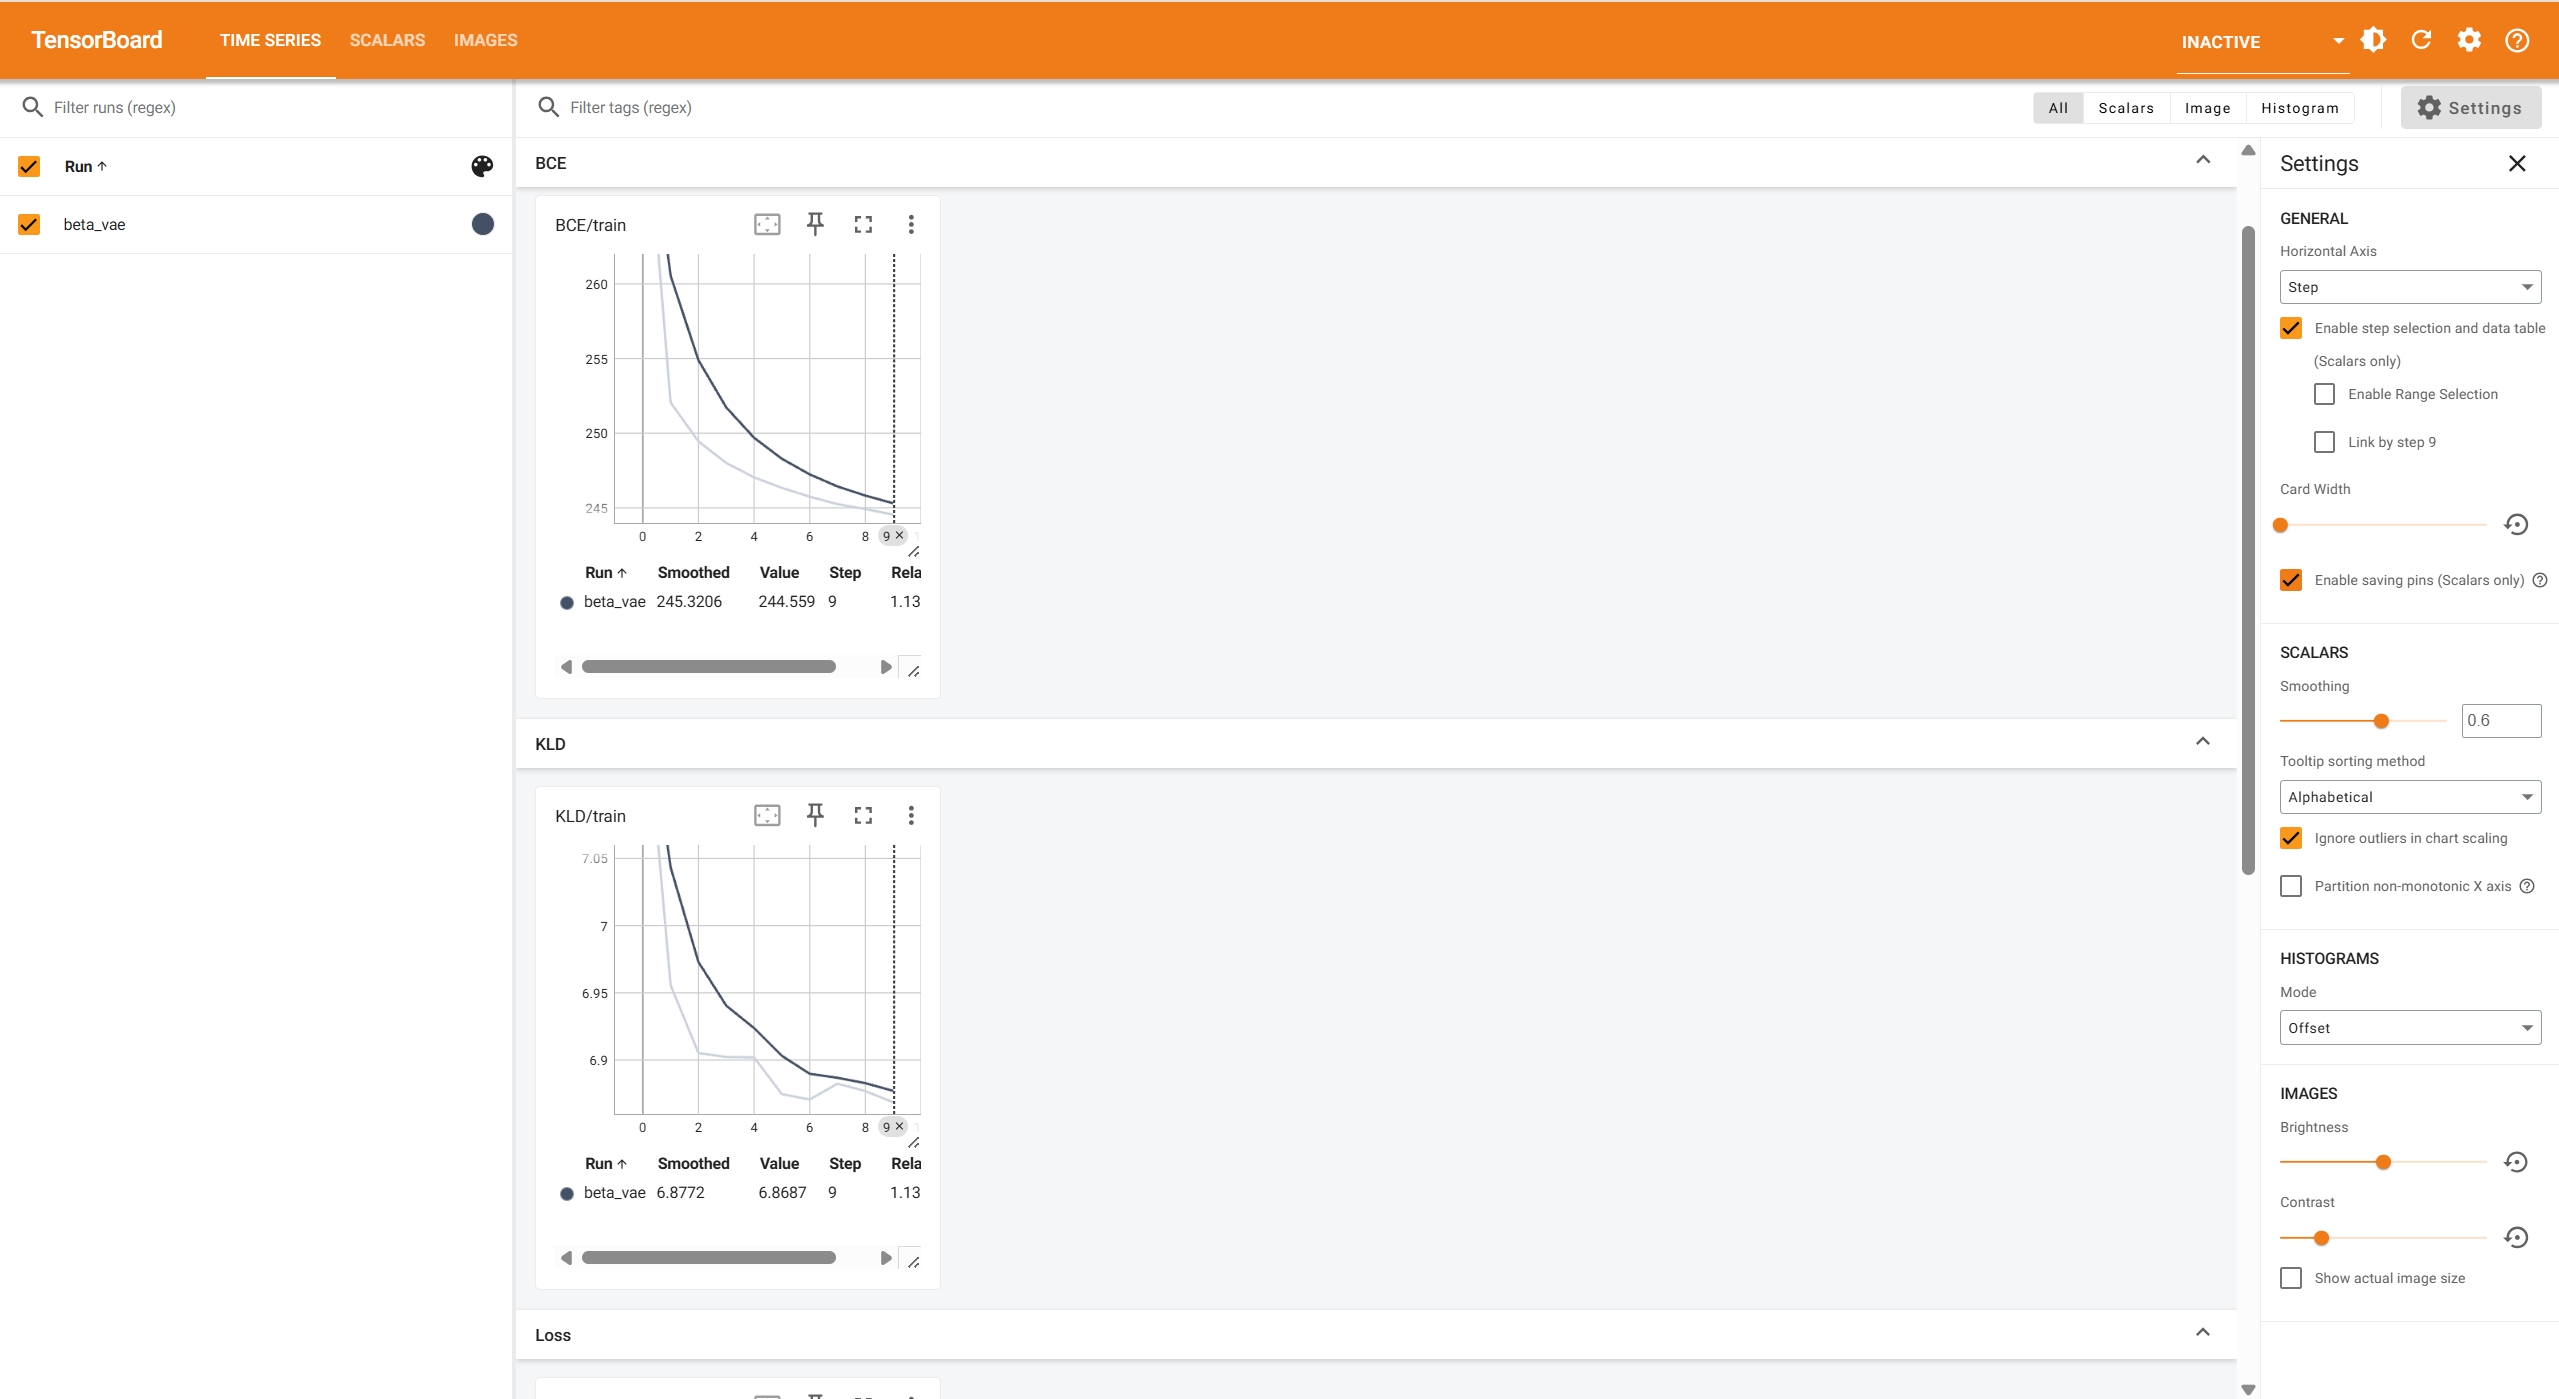 TensorBoard TIME SERIES SCALARS IMAGES INACTIVE
Filter runs (regex)
Run
beta_vae
Filter tags (regex) All Scalars Image Histogram Settings
BCE
BCE/train
260
255
250
245
0 2 4 6 8 9
Run Smoothed Value Step Rela
beta_vae 245.3206 244.559 9 1.13
KLD
KLD/train
7.05
7
6.95
6.9
0 2 4 6 8 9
Run Smoothed Value Step Rela
beta_vae 6.8772 6.8687 9 1.13
Loss
Settings
GENERAL
Horizontal Axis
Step
Enable step selection and data table
(Scalars only)
Enable Range Selection
Link by step 9
Card Width
Enable saving pins (Scalars only)
SCALARS
Smoothing
0.6
Tooltip sorting method
Alphabetical
Ignore outliers in chart scaling
Partition non-monotonic X axis
HISTOGRAMS
Mode
Offset
IMAGES
Brightness
Contrast
Show actual image size